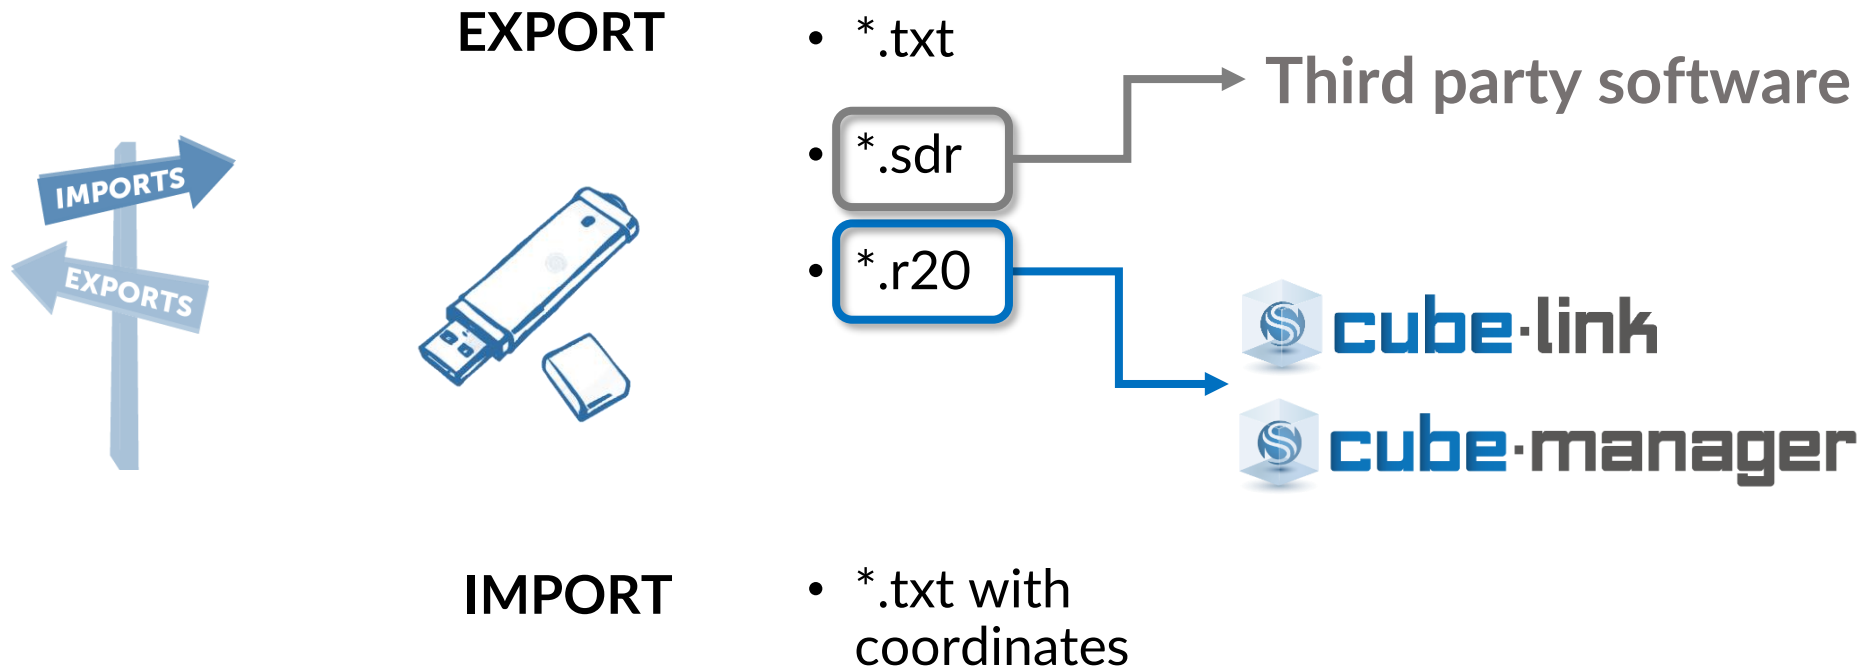 EXPORT
• *.txt
Third party software
• *.sdr
IMPORTS
• *.r20
EXPORTS
cube·link
cube·manager
IMPORT
• *.txt with
coordinates